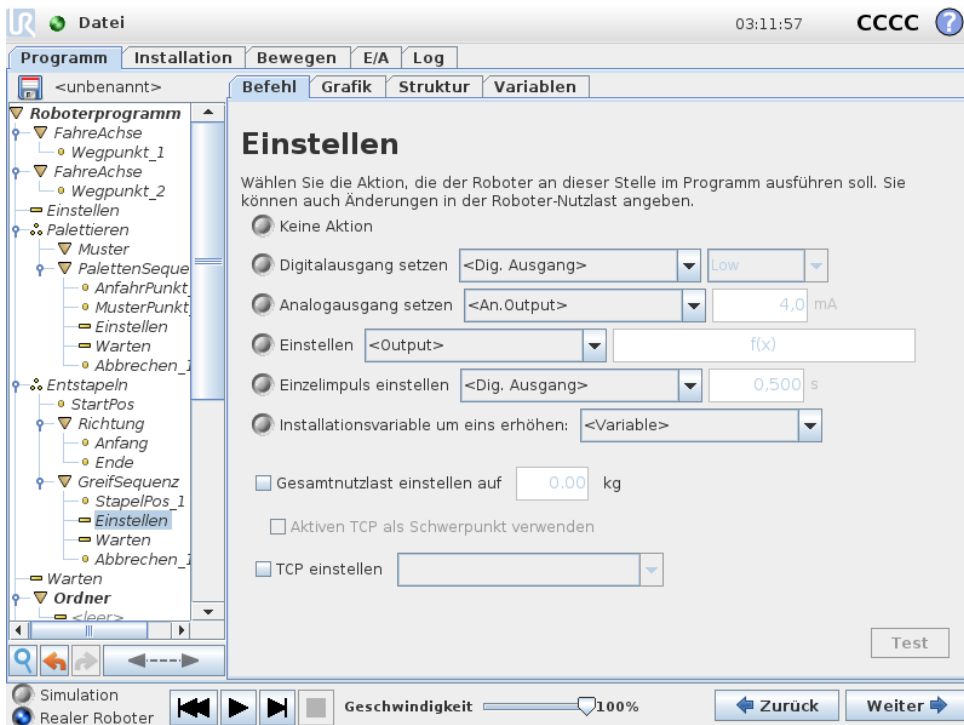 UR Datei 03:11:57 CCCC ?
Programm Installation Bewegen E/A Log
<unbenannt>
Befehl Grafik Struktur Variablen
Roboterprogramm
FahreAchse
Wegpunkt_1
FahreAchse
Wegpunkt_2
Einstellen
Palettieren
Muster
PalettenSeque
AnfahrPunkt_
MusterPunkt_
Einstellen
Warten
Abbrechen_1
Entstapeln
StartPos
Richtung
Anfang
Ende
GreifSequenz
StapelPos_1
Einstellen
Warten
Abbrechen_1
Warten
Ordner
<leer>
Einstellen
Wählen Sie die Aktion, die der Roboter an dieser Stelle im Programm ausführen soll. Sie
können auch Änderungen in der Roboter-Nutzlast angeben.
Keine Aktion
Digitalausgang setzen <Dig. Ausgang> Low
Analogausgang setzen <An.Output> 4,0 mA
Einstellen <Output> f(x)
Einzelimpuls einstellen <Dig. Ausgang> 0,500 s
Installationsvariable um eins erhöhen: <Variable>
Gesamtnutzlast einstellen auf 0.00 kg
Aktiven TCP als Schwerpunkt verwenden
TCP einstellen
Test
Simulation
Realer Roboter
Geschwindigkeit 100%
Zurück Weiter